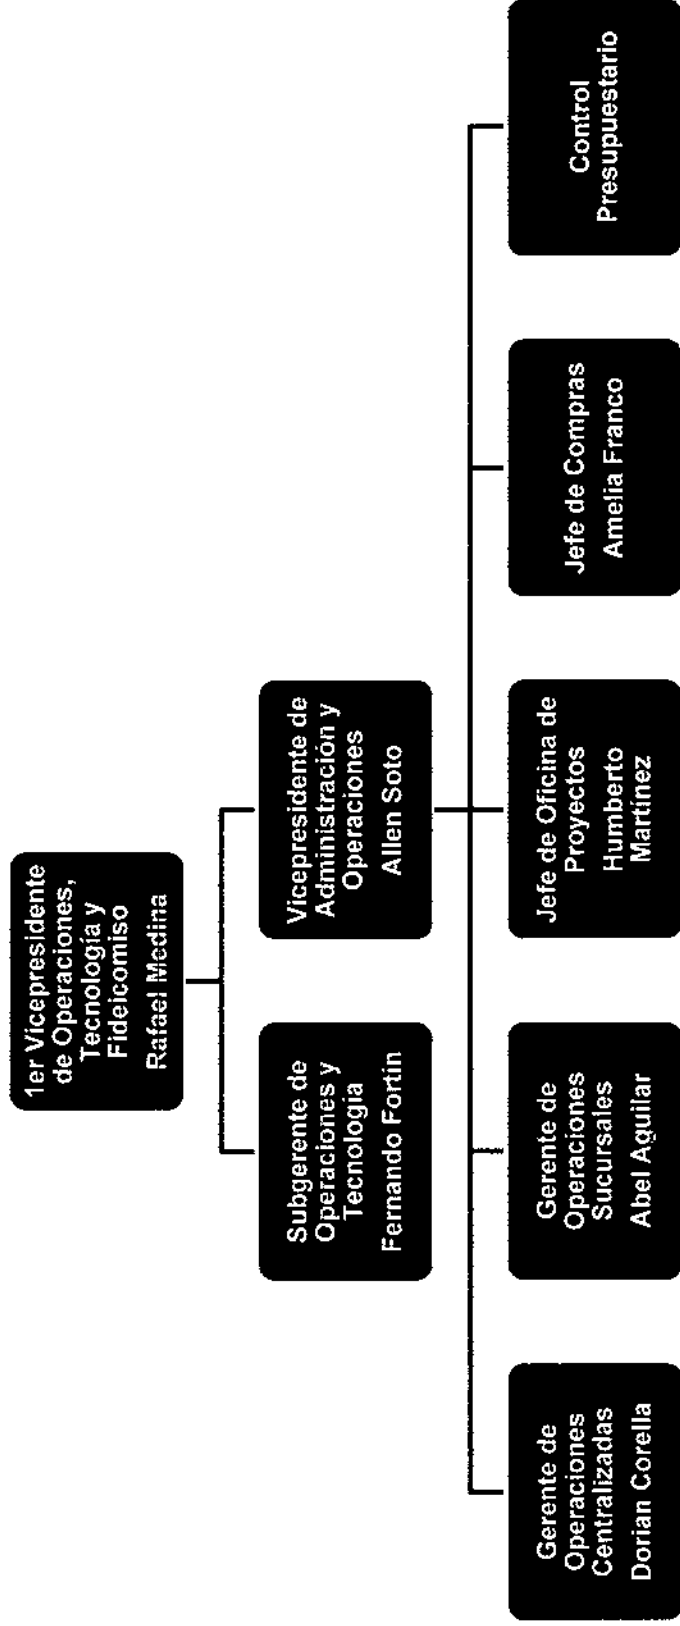 1er Vicepresidente
de Operaciones,
Tecnología y
Fideicomiso
Rafael Medina
Subgerente de
Operaciones y
Tecnología
Fernando Fortin
Vicepresidente de
Administración y
Operaciones
Allen Soto
Gerente de
Operaciones
Centralizadas
Dorian Corella
Gerente de
Operaciones
Sucursales
Abel Aguilar
Jefe de Oficina de
Proyectos
Humberto
Martinez
Jefe de Compras
Amelia Franco
Control
Presupuestario